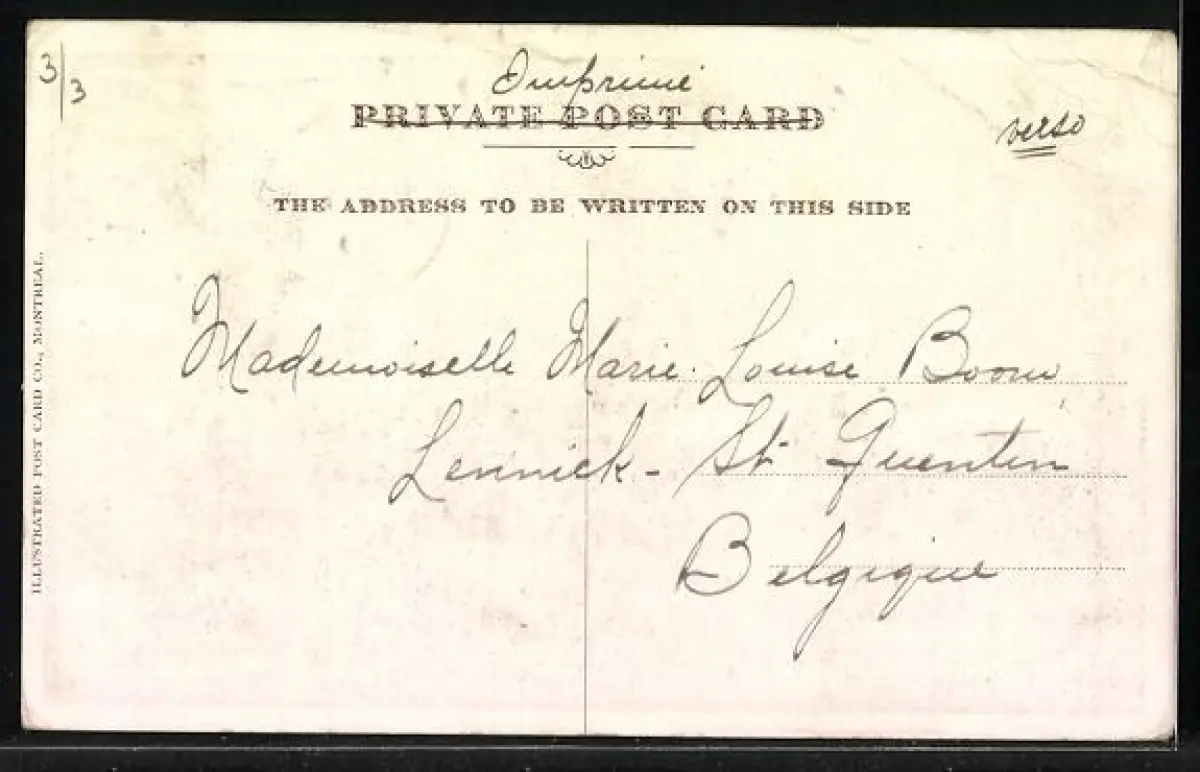 3/3
Imprimé
PRIVATE POST CARD
verso
THE ADDRESS TO BE WRITTEN ON THIS SIDE
Mademoiselle Marie-Louise Boom
Lennick-St Quentin
Belgique
ILLUSTRATED POST CARD CO., MONTREAL.